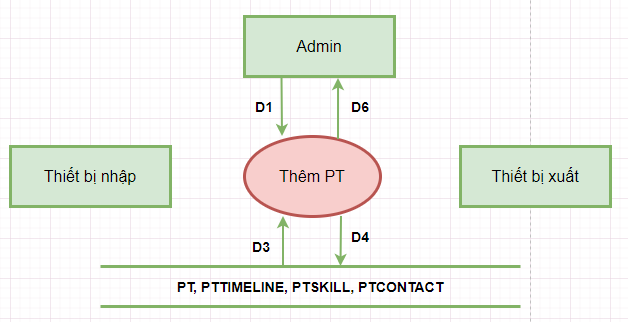 Admin
D1
D6
Thiết bị nhập
Thêm PT
Thiết bị xuất
D3
D4
PT, PTTIMELINE, PTSKILL, PTCONTACT